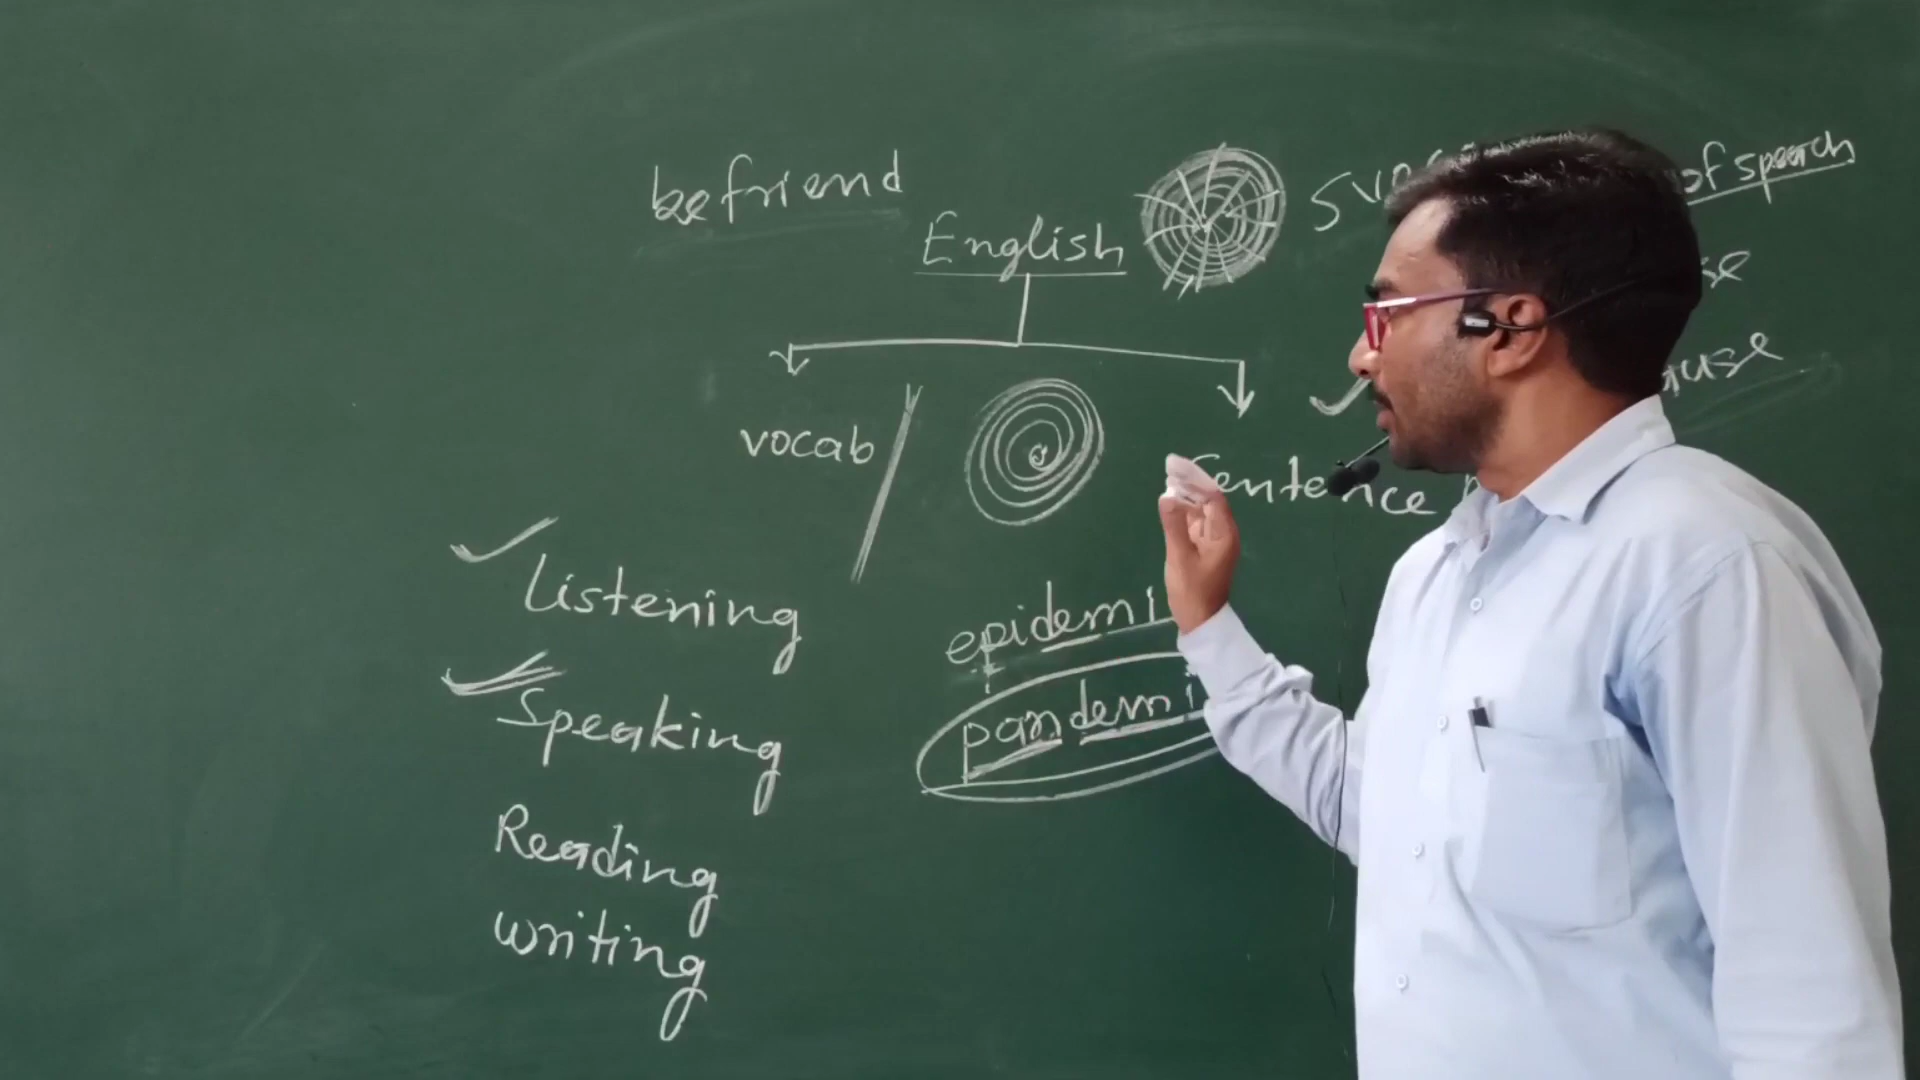 befriend
English
of speech
vocab
Sentence
Listening
Speaking
Reading
writing
epidemi
pandemi